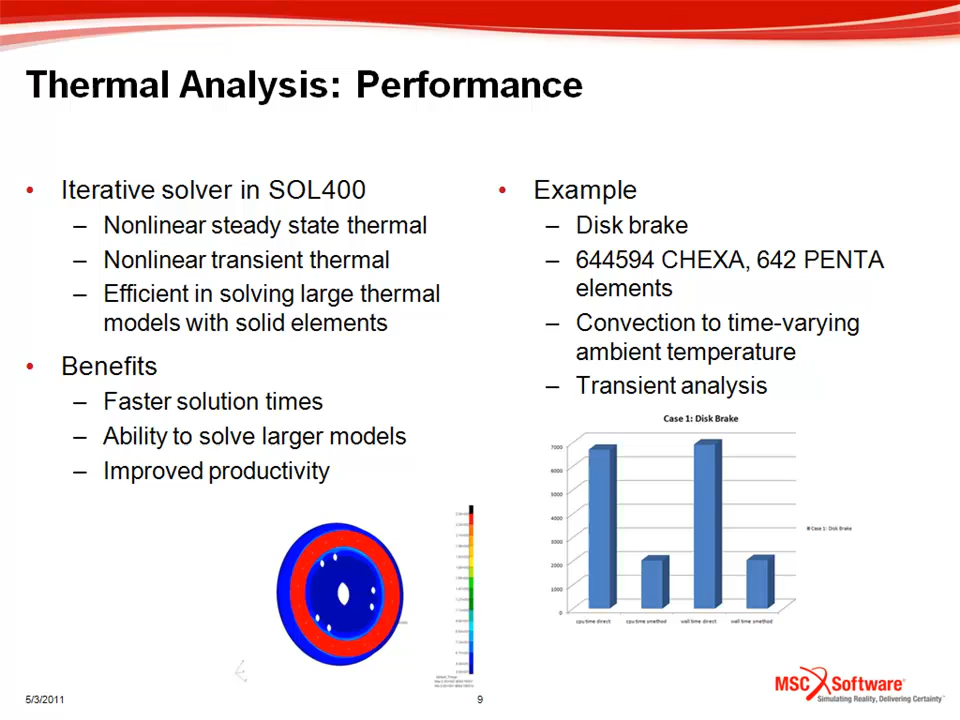 Thermal Analysis: Performance
• Iterative solver in SOL400
– Nonlinear steady state thermal
– Nonlinear transient thermal
– Efficient in solving large thermal
models with solid elements
• Benefits
– Faster solution times
– Ability to solve larger models
– Improved productivity
• Example
– Disk brake
– 644594 CHEXA, 642 PENTA
elements
– Convection to time-varying
ambient temperature
– Transient analysis
Case 1: Disk Brake
7000
6000
5000
4000
3000
2000
1000
0
cpu time direct
cpu time smethod
wall time direct
wall time smethod
Case 1: Disk Brake
5/3/2011
9
MSC Software
Simulating Reality, Delivering Certainty™